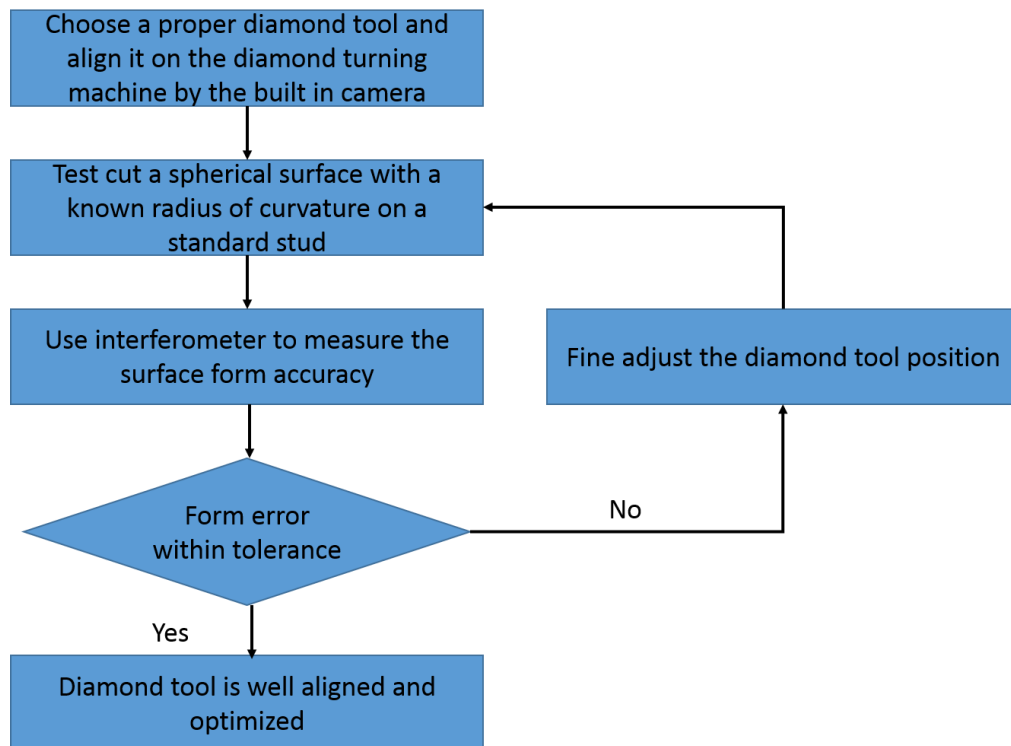 Choose a proper diamond tool and
align it on the diamond turning
machine by the built in camera
Test cut a spherical surface with a
known radius of curvature on a
standard stud
Use interferometer to measure the
surface form accuracy
Fine adjust the diamond tool position
Form error
within tolerance
No
Yes
Diamond tool is well aligned and
optimized